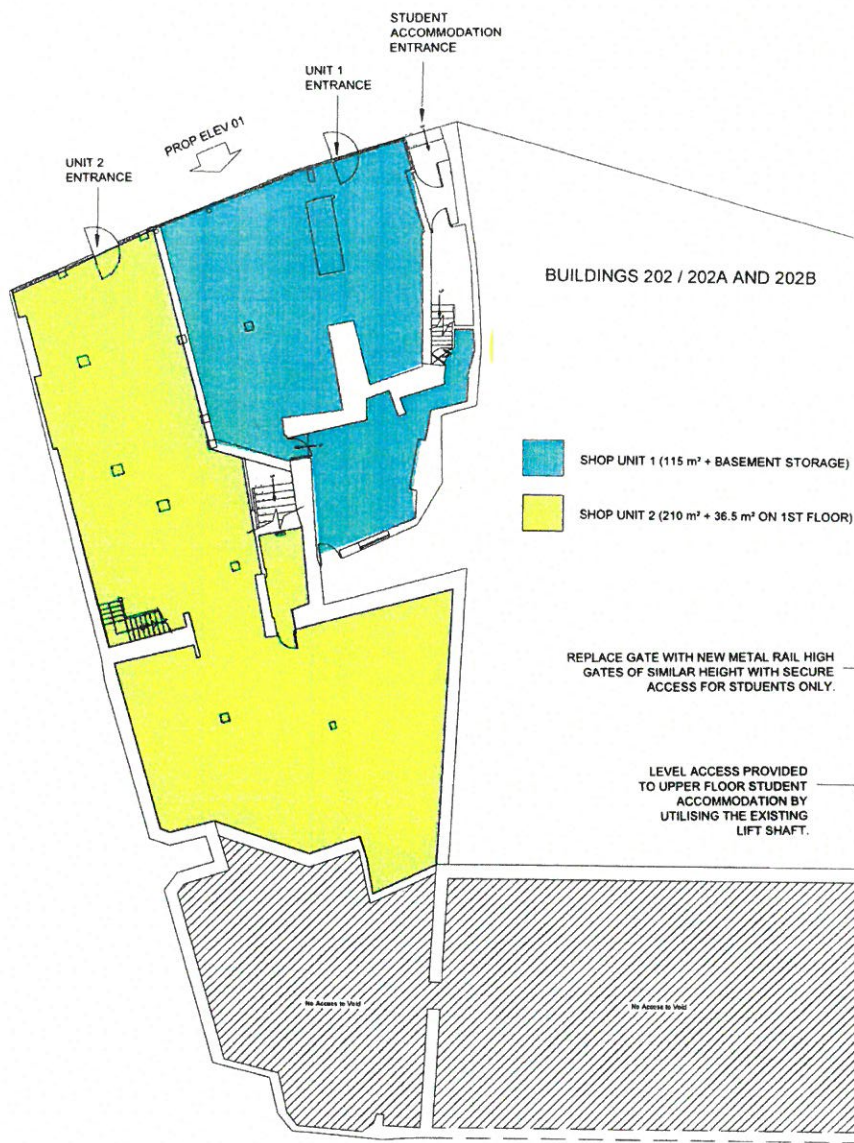 STUDENT
ACCOMMODATION
ENTRANCE
UNIT 1
ENTRANCE
PROP ELEV 01
UNIT 2
ENTRANCE
BUILDINGS 202 / 202A AND 202B
SHOP UNIT 1 (115 m² + BASEMENT STORAGE)
SHOP UNIT 2 (210 m² + 36.5 m² ON 1ST FLOOR)
REPLACE GATE WITH NEW METAL RAIL HIGH
GATES OF SIMILAR HEIGHT WITH SECURE
ACCESS FOR STDUENTS ONLY.
LEVEL ACCESS PROVIDED
TO UPPER FLOOR STUDENT
ACCOMMODATION BY
UTILISING THE EXISTING
LIFT SHAFT.
No Access to Void
No Access to Void